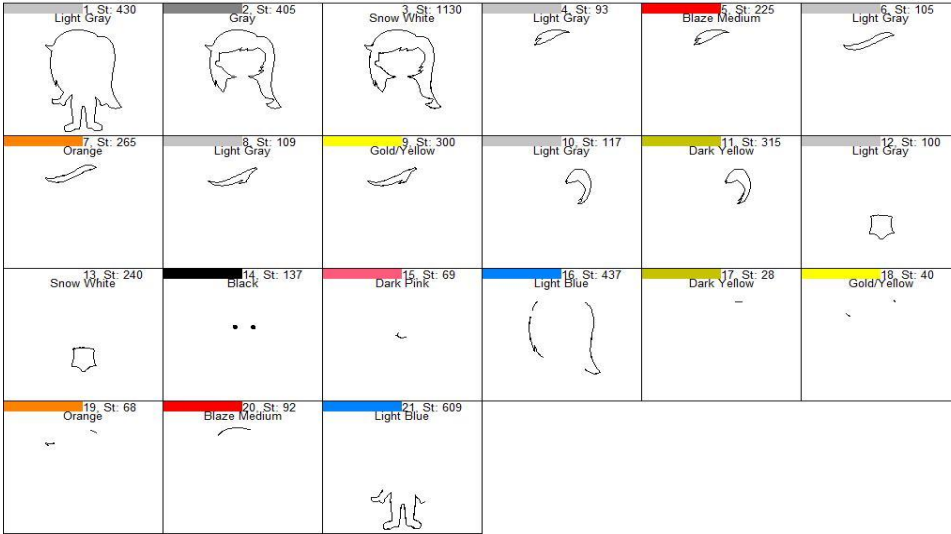 1, St: 430
Light Gray
2, St: 405
Gray
3, St: 1130
Snow White
4, St: 93
Light Gray
5, St: 225
Blaze Medium
6, St: 105
Light Gray
7, St: 265
Orange
8, St: 109
Light Gray
9, St: 300
Gold/Yellow
10, St: 117
Light Gray
11, St: 315
Dark Yellow
12, St: 100
Light Gray
13, St: 240
Snow White
14, St: 137
Black
15, St: 69
Dark Pink
16, St: 437
Light Blue
17, St: 28
Dark Yellow
18, St: 40
Gold/Yellow
19, St: 68
Orange
20, St: 92
Blaze Medium
21, St: 609
Light Blue